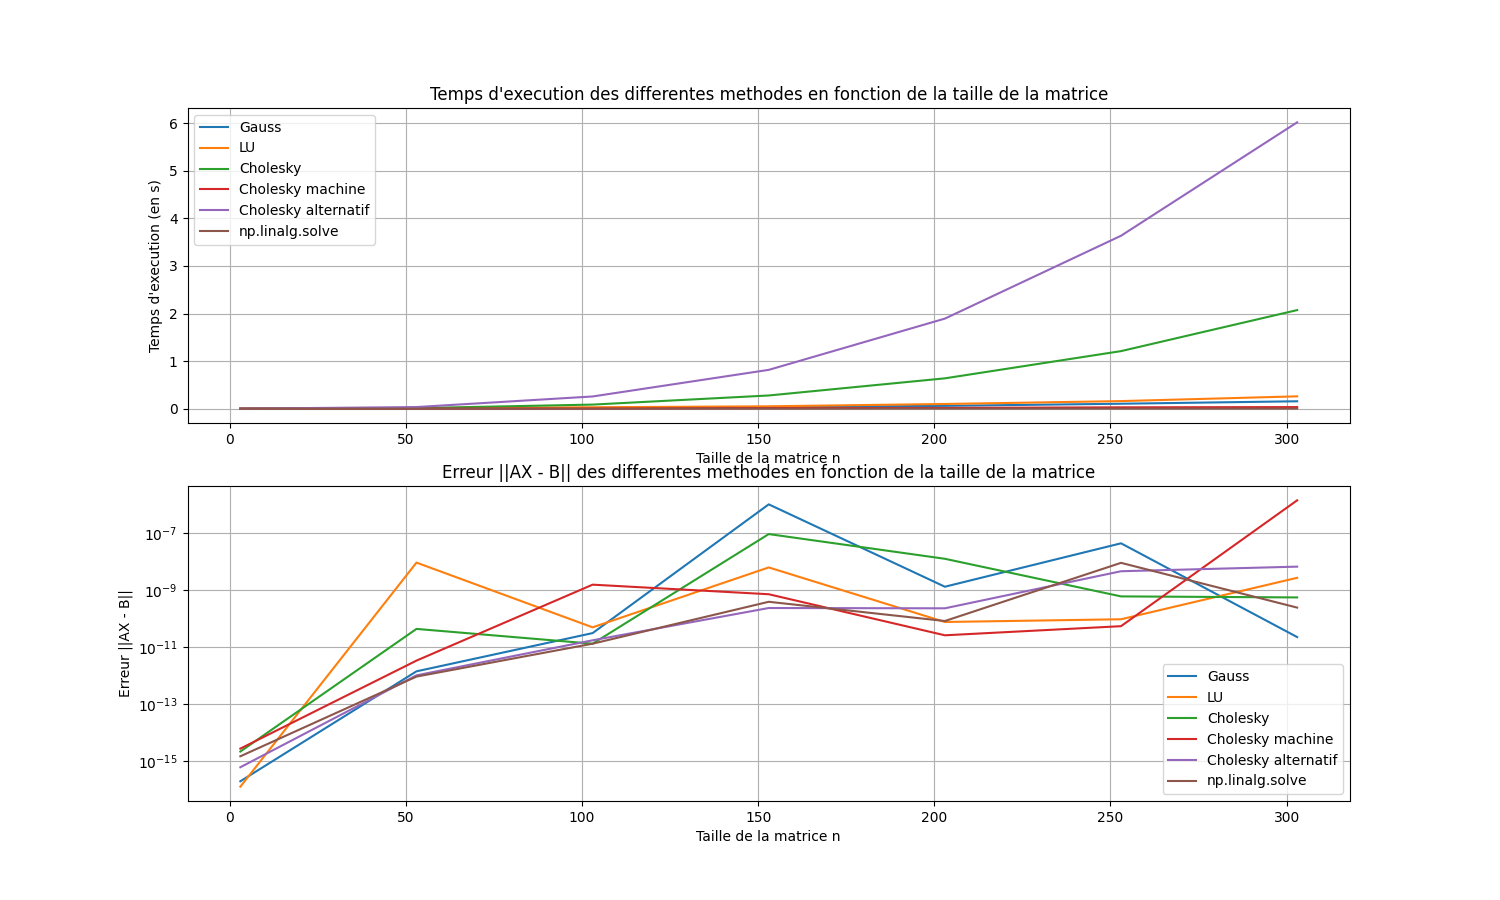 Temps d'execution des differentes methodes en fonction de la taille de la matrice
Temps d'execution (en s)
6
5
4
3
2
1
0
Gauss
LU
Cholesky
Cholesky machine
Cholesky alternatif
np.linalg.solve
0 50 100 150 200 250 300
Taille de la matrice n
Erreur ||AX - B|| des differentes methodes en fonction de la taille de la matrice
Erreur ||AX - B||
10⁻⁷
10⁻⁹
10⁻¹¹
10⁻¹³
10⁻¹⁵
Gauss
LU
Cholesky
Cholesky machine
Cholesky alternatif
np.linalg.solve
0 50 100 150 200 250 300
Taille de la matrice n